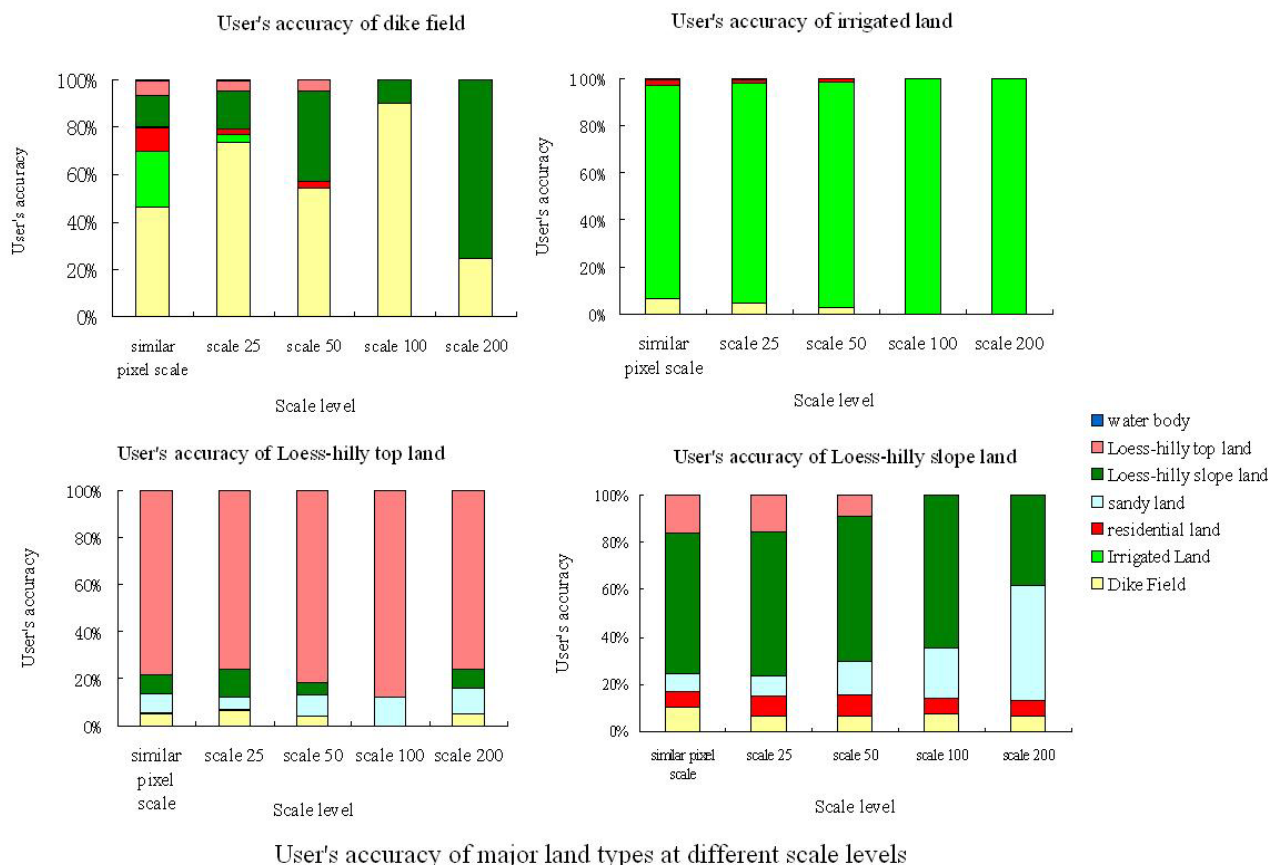 User's accuracy of dike field
User's accuracy
100%
80%
60%
40%
20%
0%
similar
pixel scale
scale 25
scale 50
scale 100
scale 200
Scale level
User's accuracy of irrigated land
User's accuracy
100%
80%
60%
40%
20%
0%
similar
pixel scale
scale 25
scale 50
scale 100
scale 200
Scale level
User's accuracy of Loess-hilly top land
User's accuracy
100%
80%
60%
40%
20%
0%
similar
pixel
scale
scale 25
scale 50
scale 100
scale 200
Scale level
User's accuracy of Loess-hilly slope land
User's accuracy
100%
80%
60%
40%
20%
0%
similar pixel
scale
scale 25
scale 50
scale 100
scale 200
Scale level
water body
Loess-hilly top land
Loess-hilly slope land
sandy land
residential land
Irrigated Land
Dike Field
User's accuracy of major land types at different scale levels